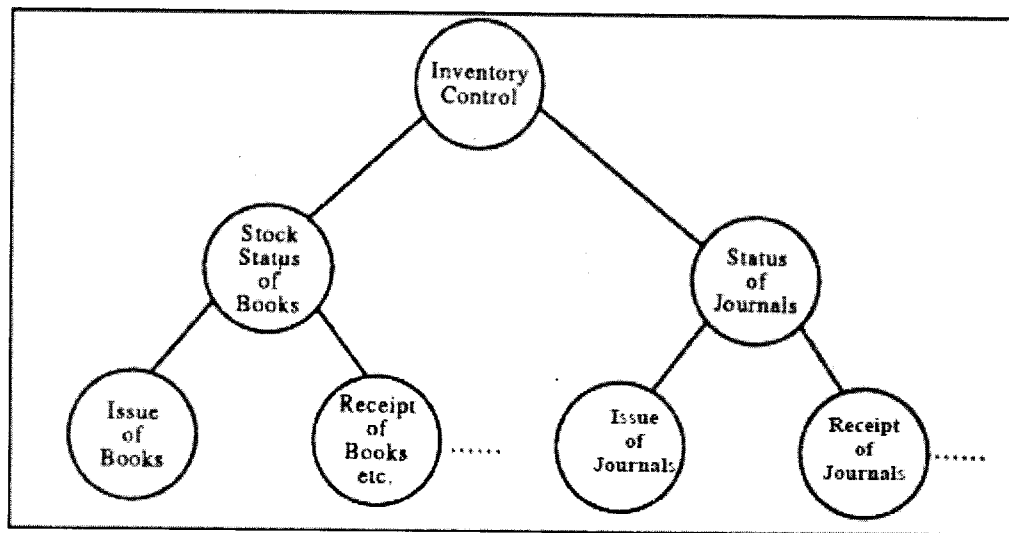 Inventory
Control
Stock
Status
of
Books
Status
of
Journals
Issue
of
Books
Receipt
of
Books
etc.
......
Issue
of
Journals
Receipt
of
Journals
......